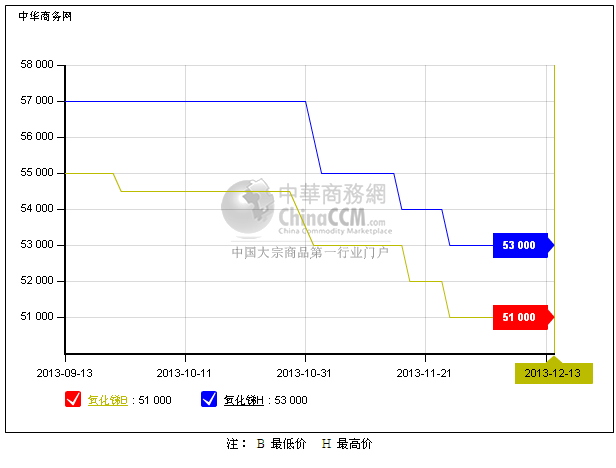 中华商务网
58 000
57 000
56 000
55 000
54 000
53 000
52 000
51 000
中華商務網
ChinaCCM.com
China Commodity Marketplace
中国大宗商品第一行业门户
53 000
51 000
2013-09-13
2013-10-11
2013-10-31
2013-11-21
2013-12-13
氧化锑B : 51 000
氧化锑H : 53 000
注： B 最低价 H 最高价